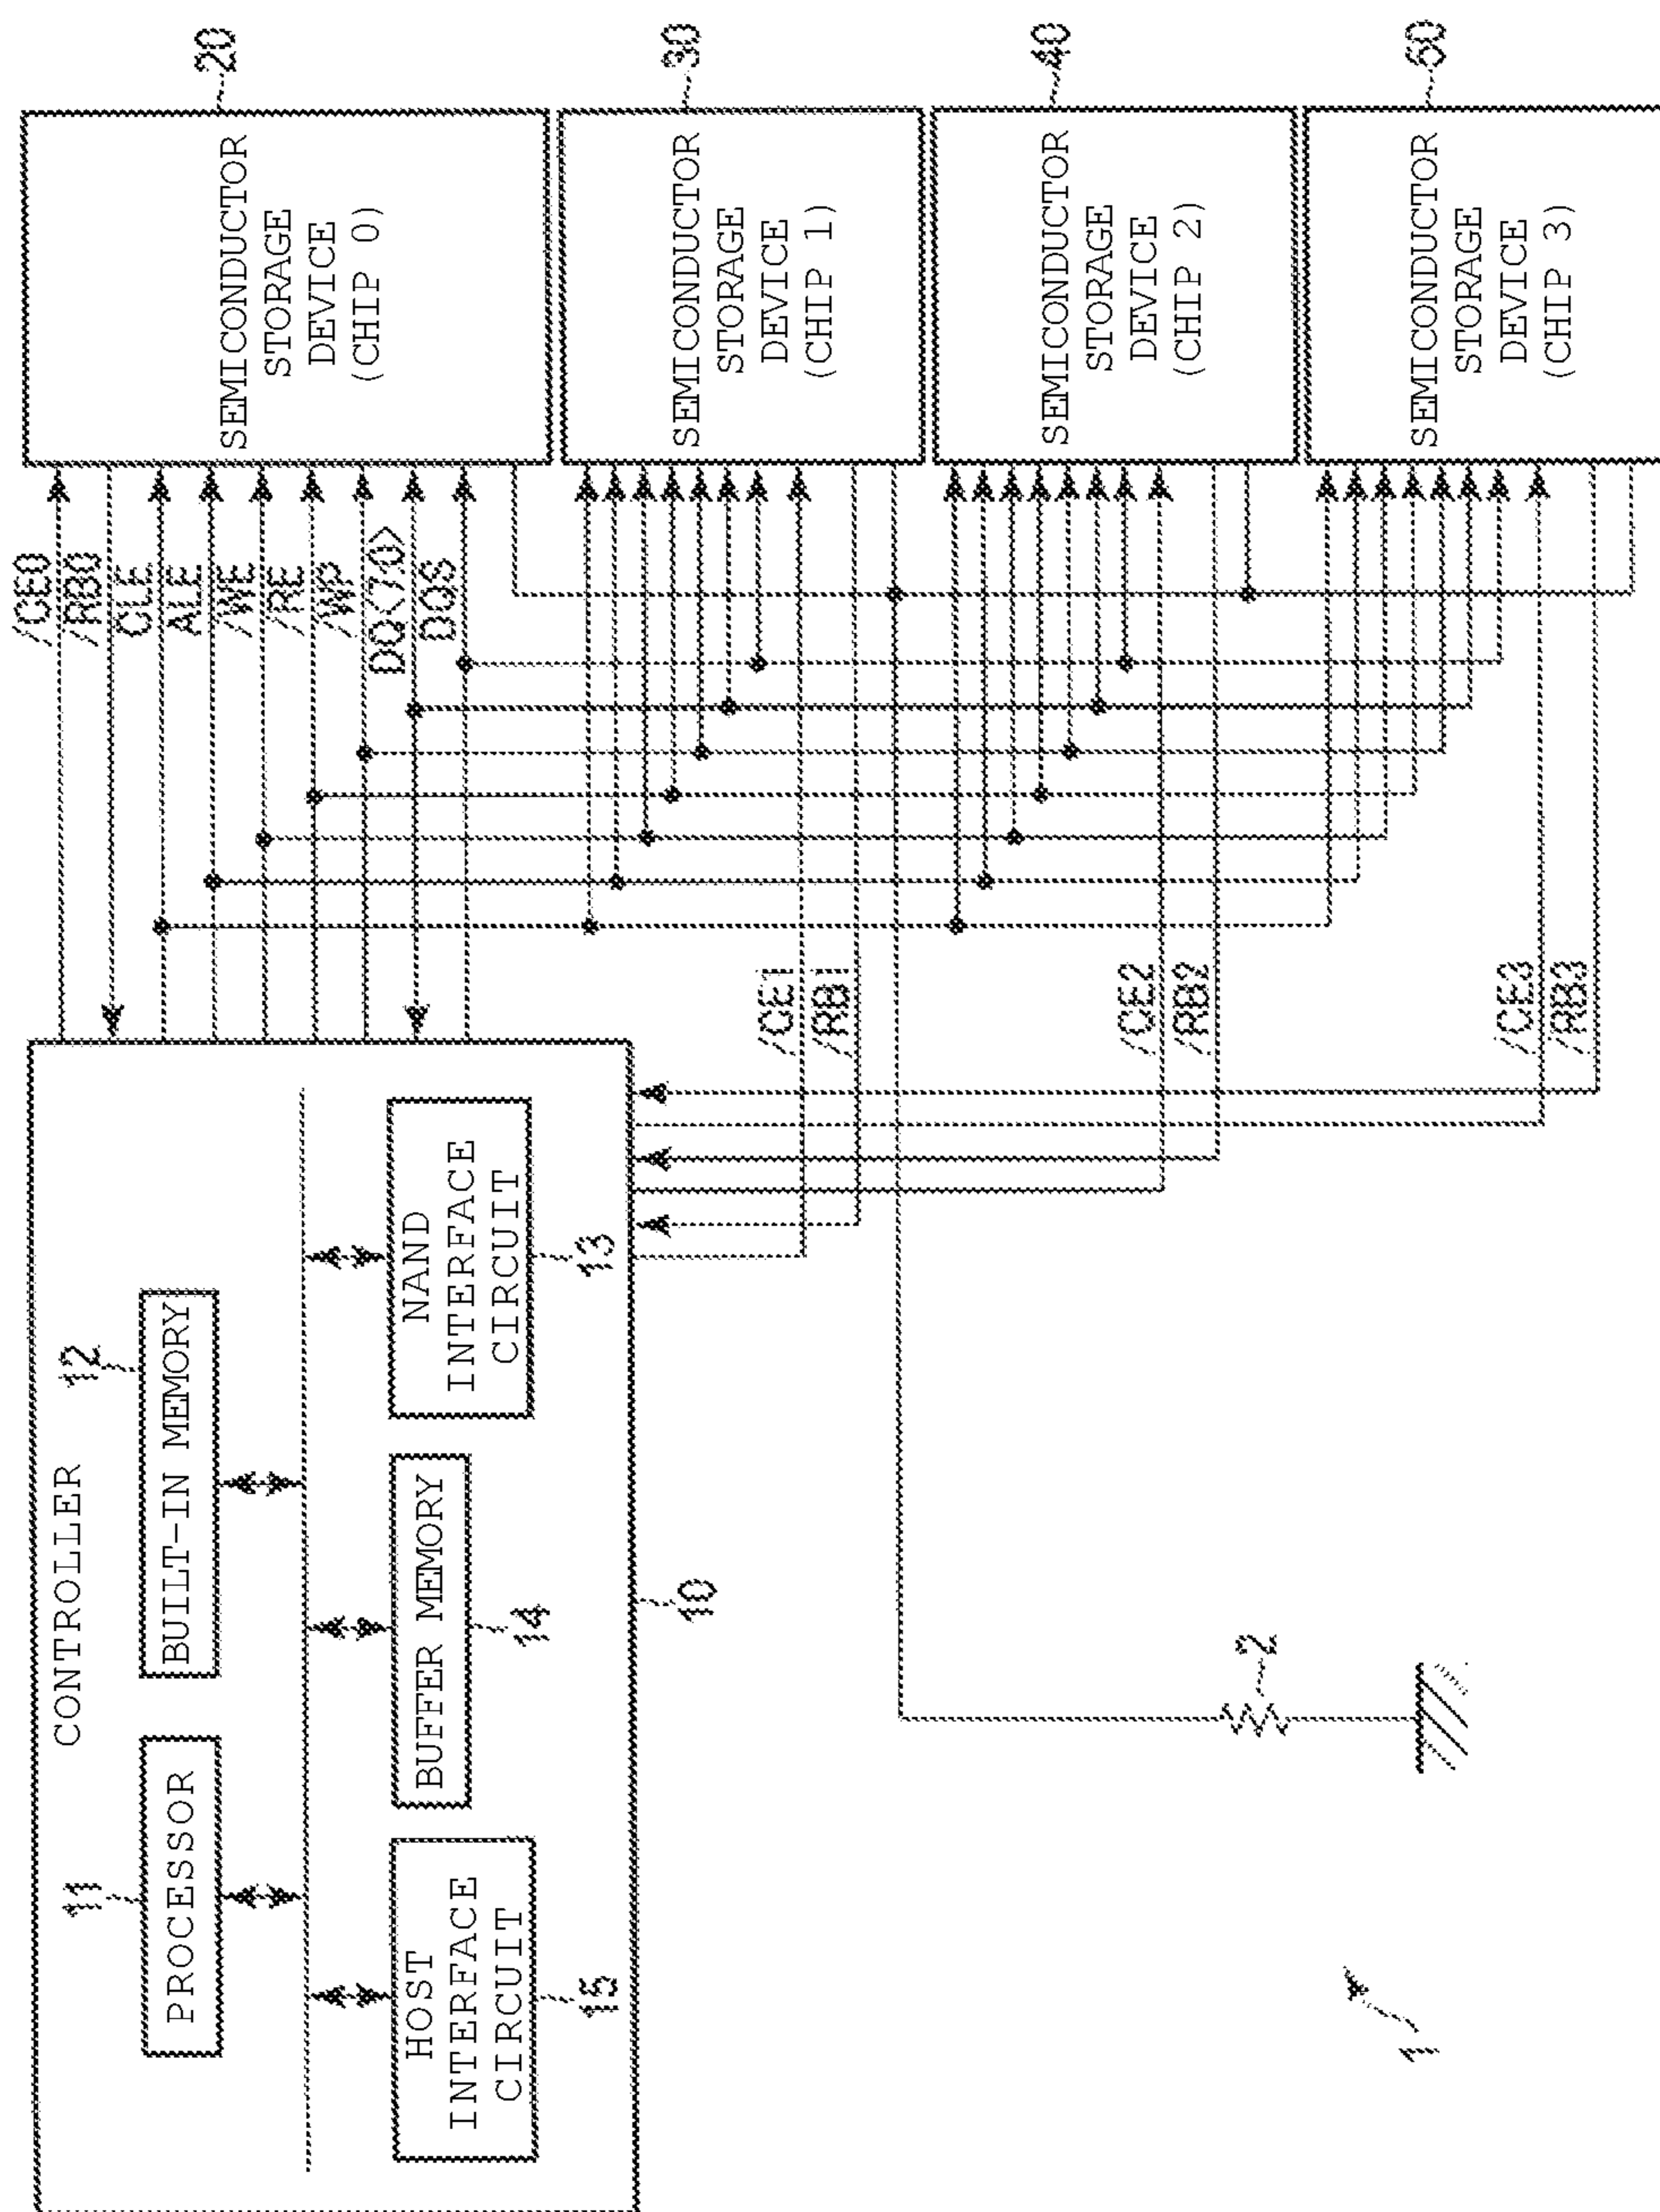 CONTROLLER
11
12
PROCESSOR
BUILT-IN MEMORY
HOST
INTERFACE
CIRCUIT
15
BUFFER MEMORY
14
NAND
INTERFACE
CIRCUIT
13
10
/CE0
/RB0
CLE
ALE
/WE
/RE
/WP
DQ<7:0>
DQS
SEMICONDUCTOR
STORAGE
DEVICE
(CHIP 0)
20
/CE1
/RB1
SEMICONDUCTOR
STORAGE
DEVICE
(CHIP 1)
30
/CE2
/RB2
SEMICONDUCTOR
STORAGE
DEVICE
(CHIP 2)
40
/CE3
/RB3
SEMICONDUCTOR
STORAGE
DEVICE
(CHIP 3)
50
2
1